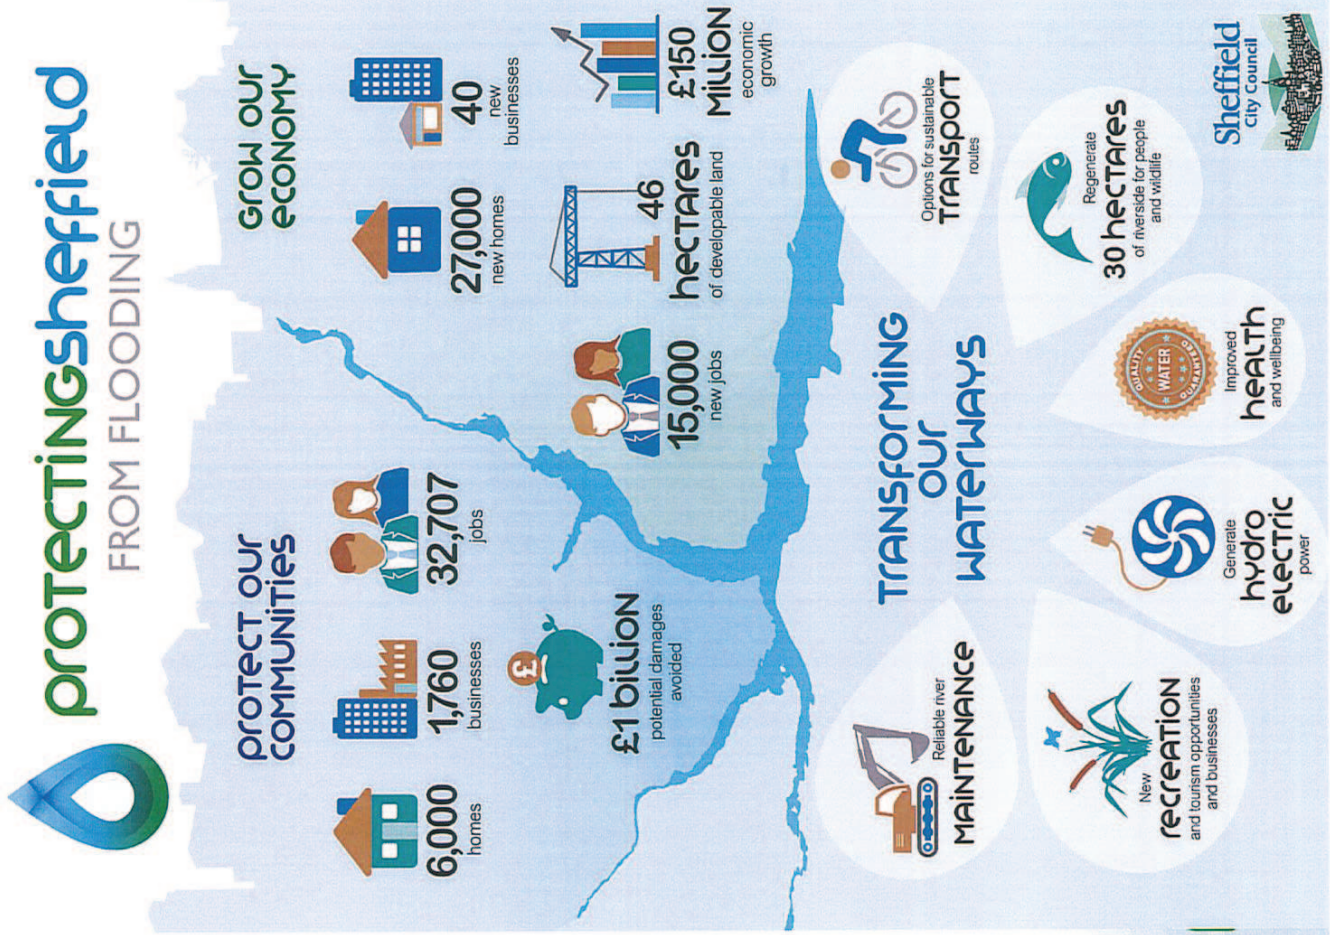 protectingsheffield
FROM FLOODING
protect our
communities
6,000
homes
1,760
businesses
32,707
jobs
£1 billion
potential damages
avoided
Grow our
economy
27,000
new homes
40
new
businesses
15,000
new jobs
46
hectares
of developable land
£150
million
economic
growth
Transforming
our
waterways
Reliable river
maintenance
New
recreation
and tourism opportunities
and businesses
Generate
hydro
electric
power
QUALITY
WATER
GUARANTEED
Improved
health
and wellbeing
Regenerate
30 hectares
of riverside for people
and wildlife
Options for sustainable
transport
routes
Sheffield
City Council